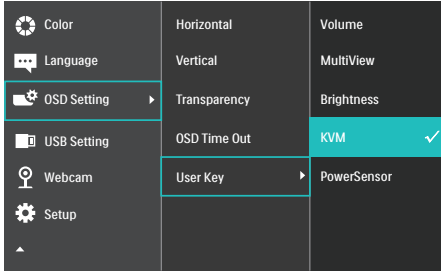 Color
Language
OSD Setting
USB Setting
Webcam
Setup
Horizontal
Vertical
Transparency
OSD Time Out
User Key
Volume
MultiView
Brightness
KVM
PowerSensor